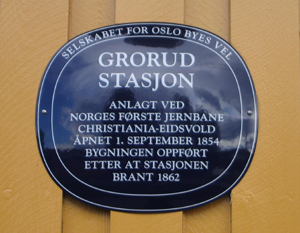 SELSKABET FOR OSLO BYES VEL
GRORUD
STASJON
ANLAGT VED
NORGES FØRSTE JERNBANE
CHRISTIANIA-EIDSVOLD
ÅPNET 1. SEPTEMBER 1854
BYGNINGEN OPPFØRT
ETTER AT STASJONEN
BRANT 1862